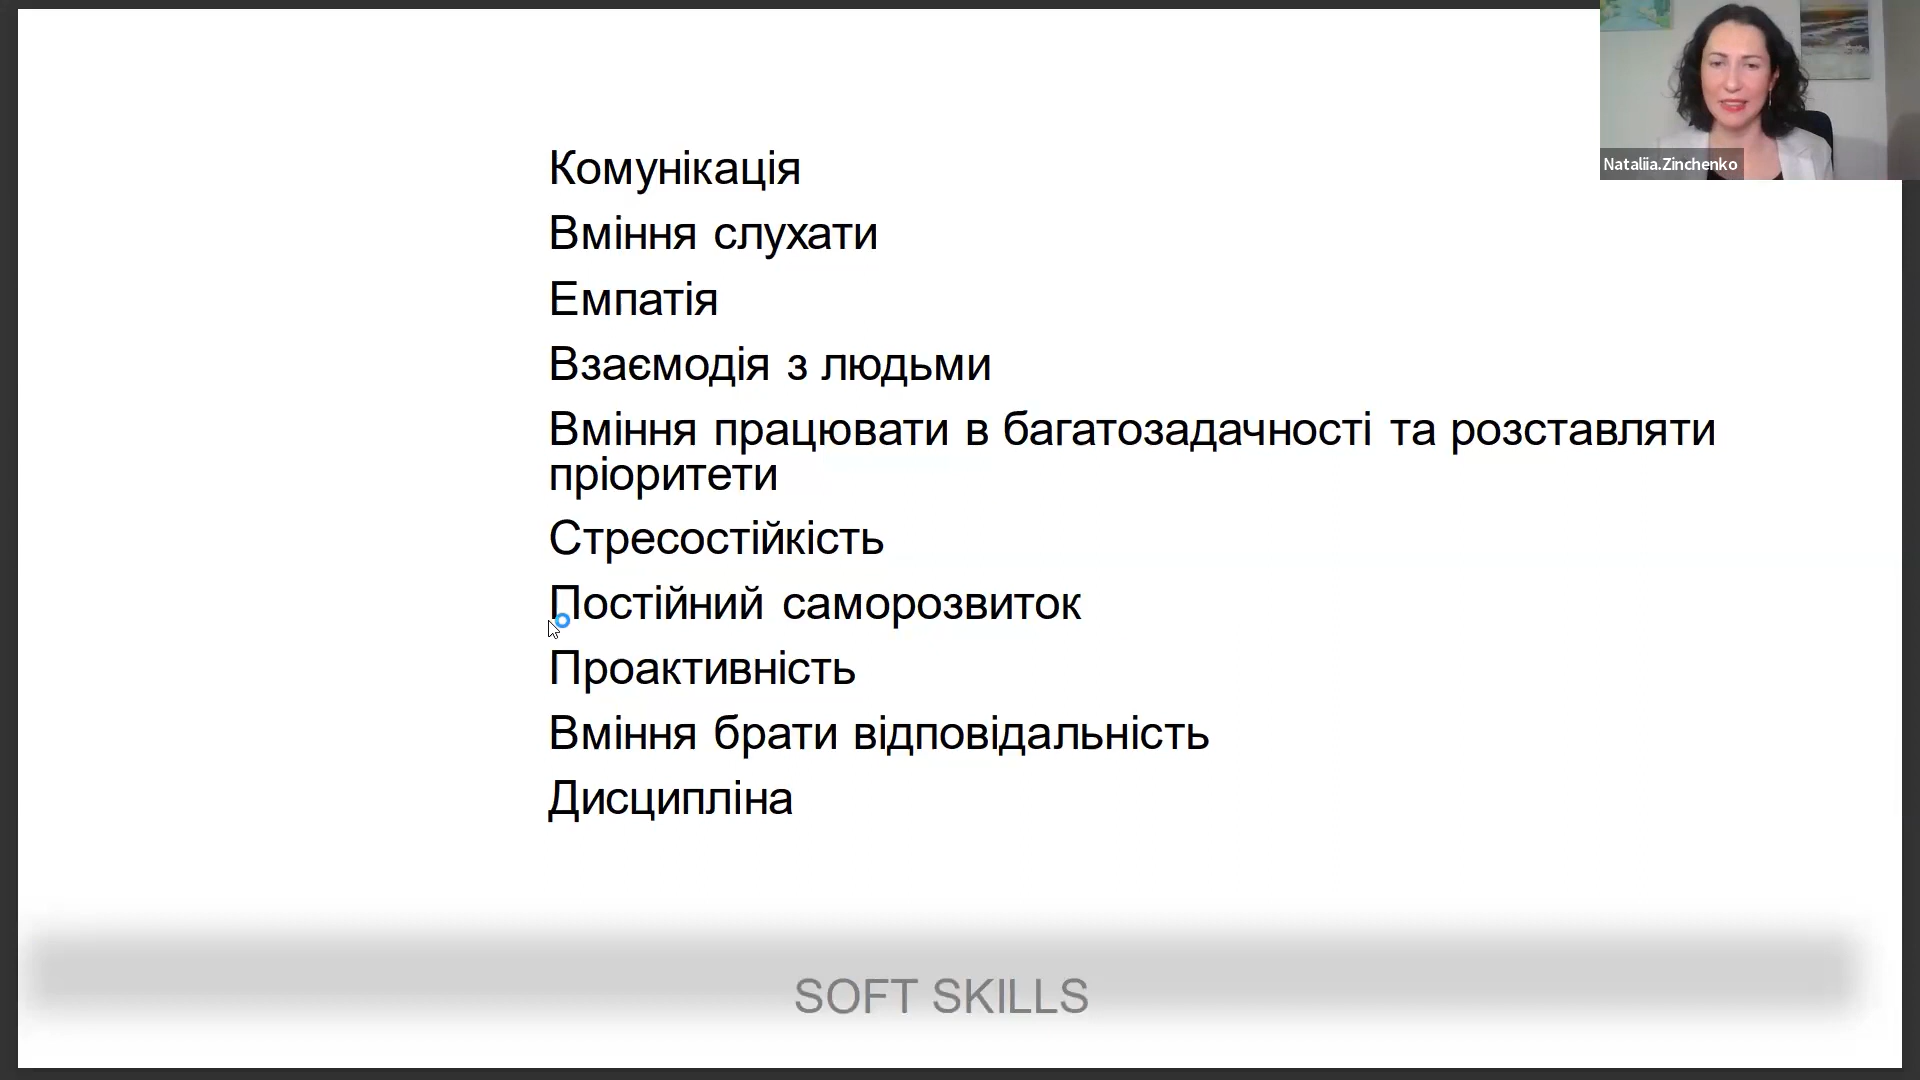 Nataliia.Zinchenko
Комунікація
Вміння слухати
Емпатія
Взаємодія з людьми
Вміння працювати в багатозадачності та розставляти
пріоритети
Стресостійкість
Постійний саморозвиток
Проактивність
Вміння брати відповідальність
Дисципліна
SOFT SKILLS